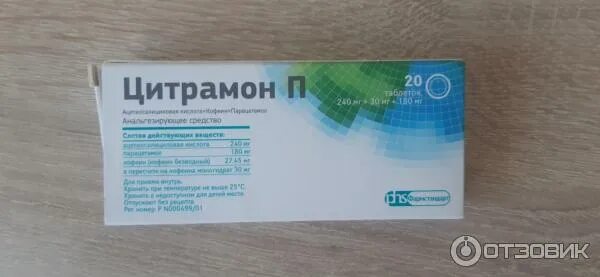 Цитрамон П
Ацетилсалициловая кислота+Кофеин+Парацетамол
Анальгезирующее средство
20
таблеток
240 мг + 30 мг + 180 мг
Состав действующих веществ:
ацетилсалициловая кислота 240 мг
парацетамол 180 мг
кофеин (кофеин безводный) 27,45 мг
в пересчете на кофеина моногидрат 30 мг
Для приема внутрь.
Хранить при температуре не выше 25°С.
Хранить в недоступном для детей месте.
Отпускают без рецепта.
Рег. номер: Р N000499/01
phs Фармстандарт
ОТЗОВИК